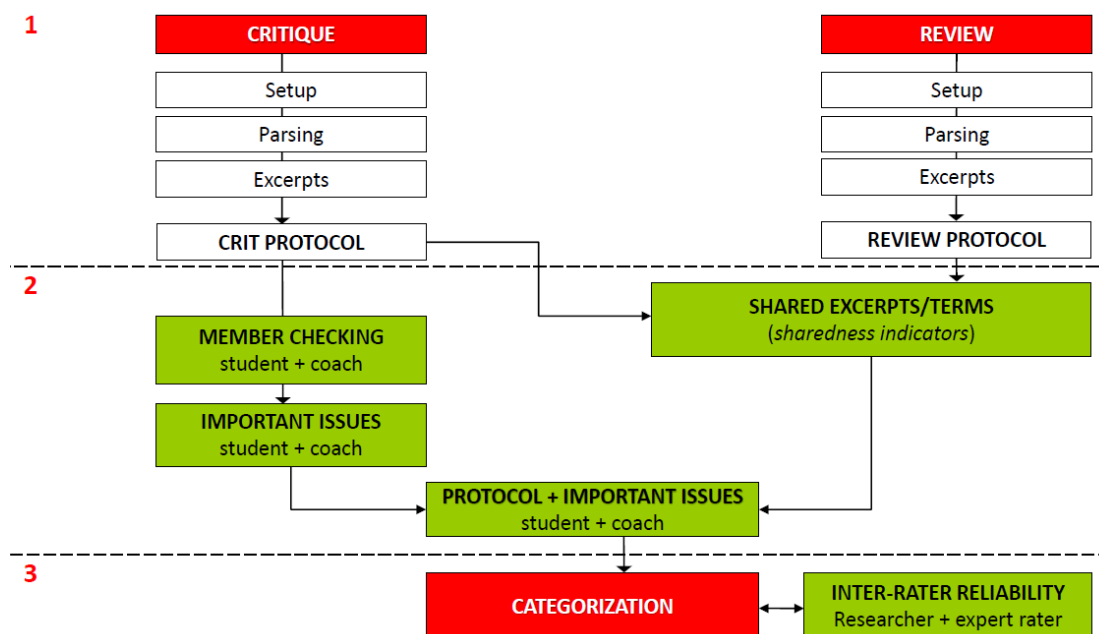 1
CRITIQUE
REVIEW
Setup
Setup
Parsing
Parsing
Excerpts
Excerpts
CRIT PROTOCOL
REVIEW PROTOCOL
2
SHARED EXCERPTS/TERMS
(sharedness indicators)
MEMBER CHECKING
student + coach
IMPORTANT ISSUES
student + coach
PROTOCOL + IMPORTANT ISSUES
student + coach
3
CATEGORIZATION
INTER-RATER RELIABILITY
Researcher + expert rater